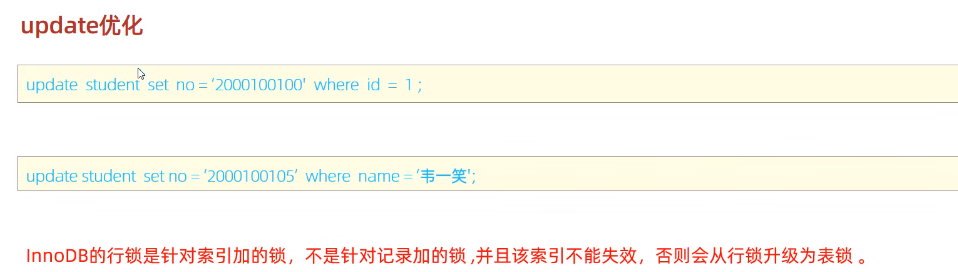 update优化
update student set no = '2000100100' where id = 1 ;
update student set no = '2000100105' where name = '韦一笑';
InnoDB的行锁是针对索引加的锁，不是针对记录加的锁 ,并且该索引不能失效，否则会从行锁升级为表锁 。